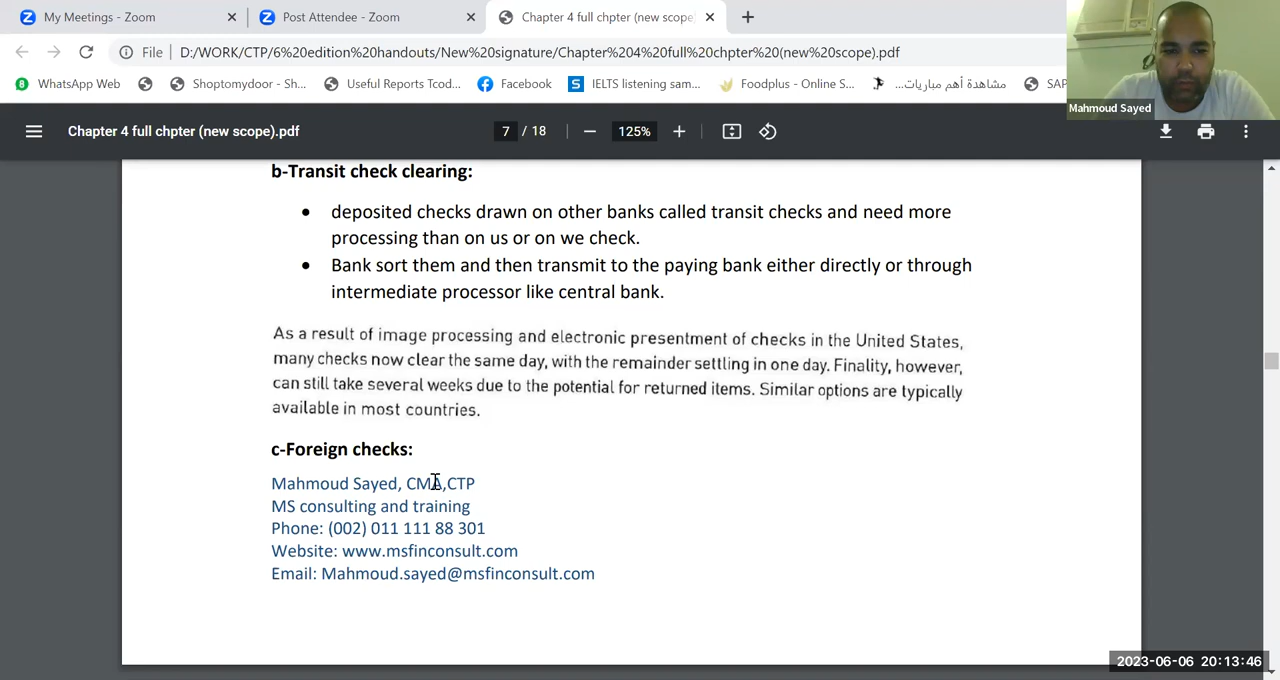 My Meetings - Zoom
Post Attendee - Zoom
Chapter 4 full chpter (new scope
File
D:/WORK/CTP/6%20edition%20handouts/New%20signature/Chapter%204%20full%20chpter%20(new%20scope).pdf
WhatsApp Web
Shoptomydoor - Sh...
Useful Reports Tcod...
Facebook
IELTS listening sam...
Foodplus - Online S...
مشاهدة أهم مباريات...
SAP
Mahmoud Sayed
Chapter 4 full chpter (new scope).pdf
7 / 18
125%
b-Transit check clearing:
• deposited checks drawn on other banks called transit checks and need more
processing than on us or on we check.
• Bank sort them and then transmit to the paying bank either directly or through
intermediate processor like central bank.
As a result of image processing and electronic presentment of checks in the United States,
many checks now clear the same day, with the remainder settling in one day. Finality, however,
can still take several weeks due to the potential for returned items. Similar options are typically
available in most countries.
c-Foreign checks:
Mahmoud Sayed, CMA,CTP
MS consulting and training
Phone: (002) 011 111 88 301
Website: www.msfinconsult.com
Email: Mahmoud.sayed@msfinconsult.com
2023-06-06 20:13:46